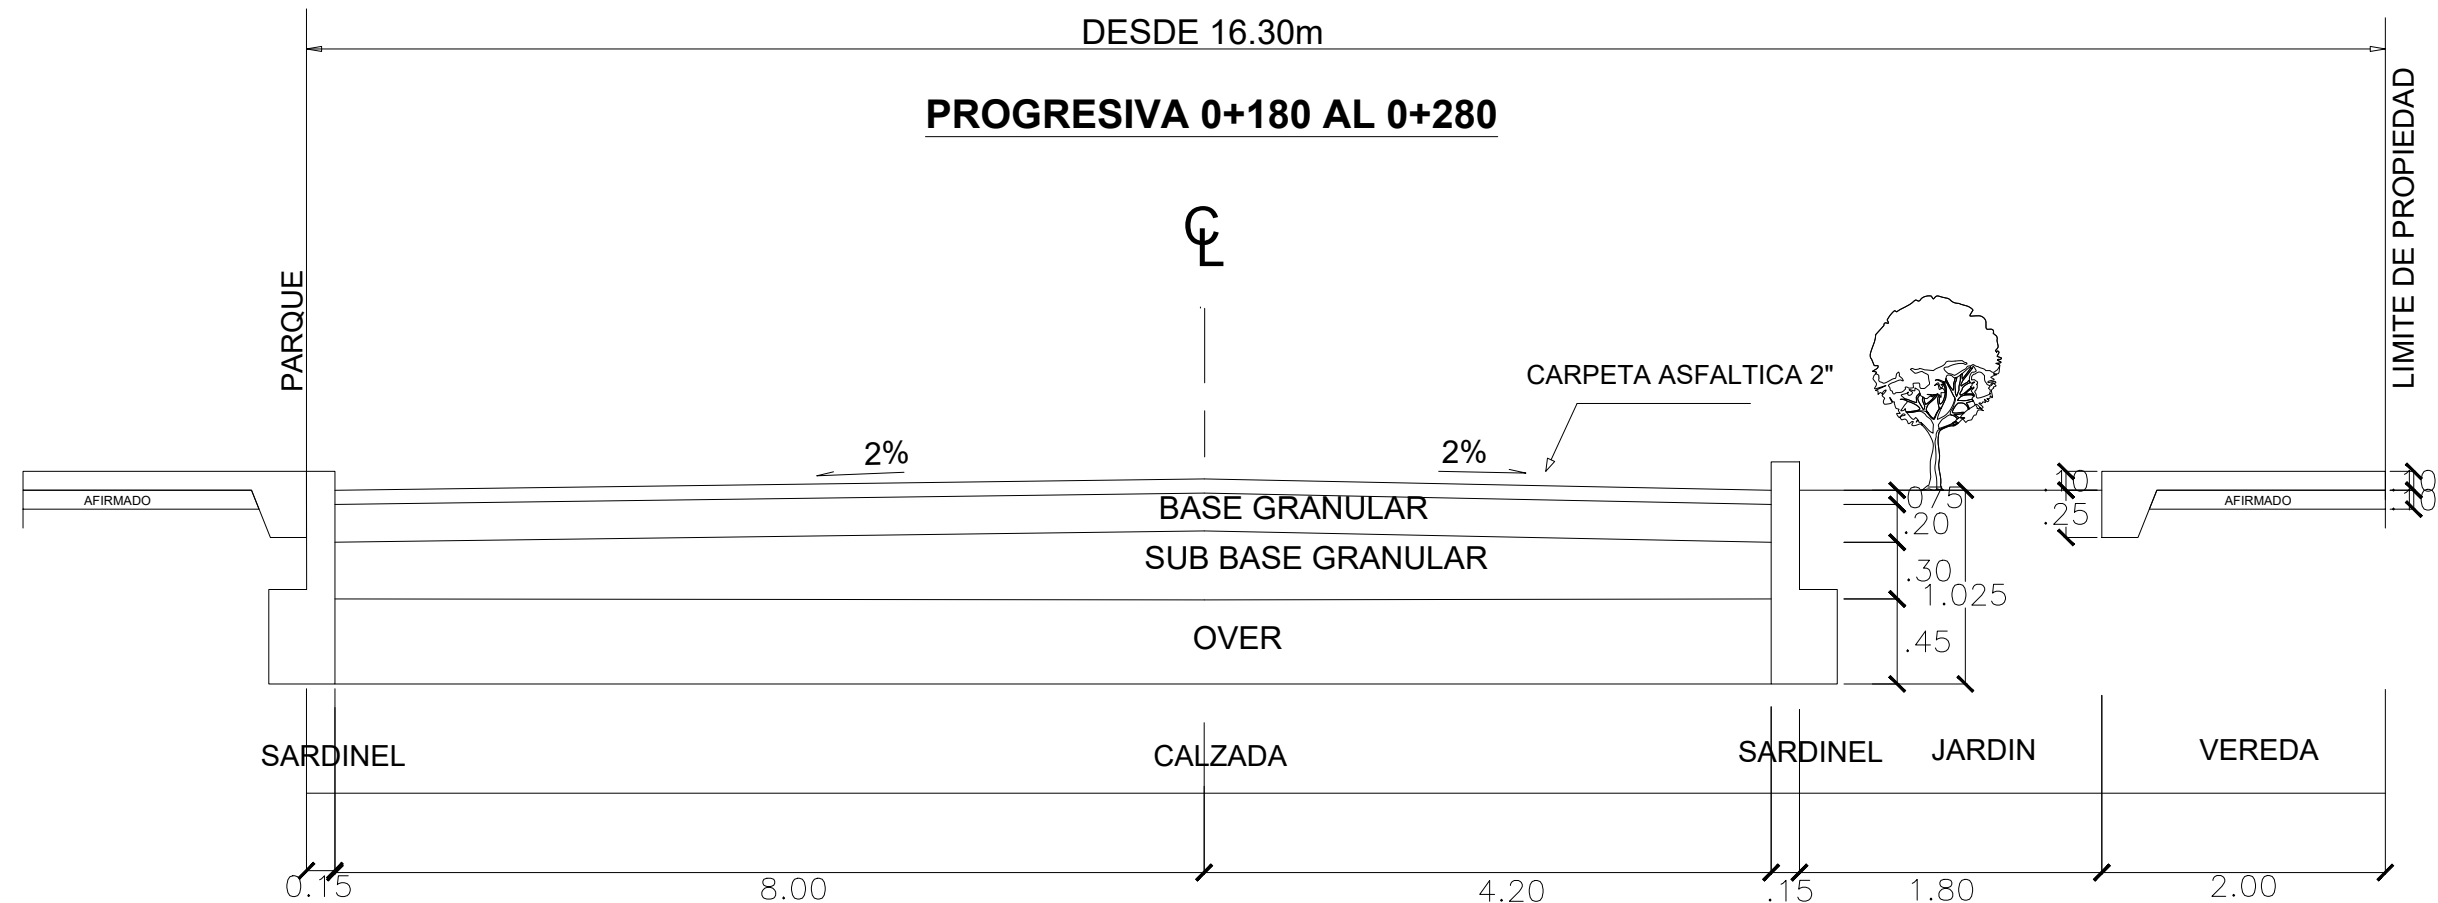 DESDE 16.30m
PROGRESIVA 0+180 AL 0+280
LIMITE DE PROPIEDAD
CL
PARQUE
CARPETA ASFALTICA 2"
2%
2%
AFIRMADO
BASE GRANULAR
.075
.10
AFIRMADO
.10
.10
.20
.25
SUB BASE GRANULAR
.30
1.025
OVER
.45
SARDINEL
CALZADA
SARDINEL
JARDIN
VEREDA
0.15
8.00
4.20
.15
1.80
2.00